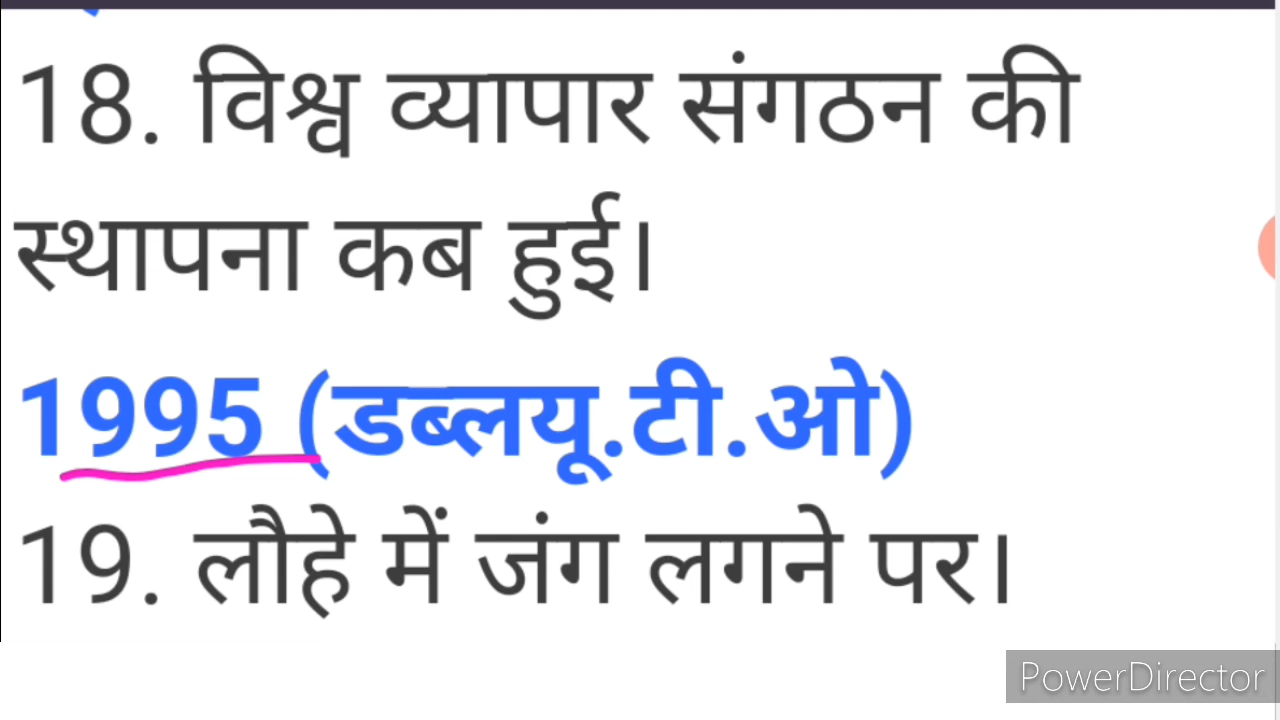 18. विश्व व्यापार संगठन की
स्थापना कब हुई।
1995 (डब्लयू.टी.ओ)
19. लौहे में जंग लगने पर।
PowerDirector